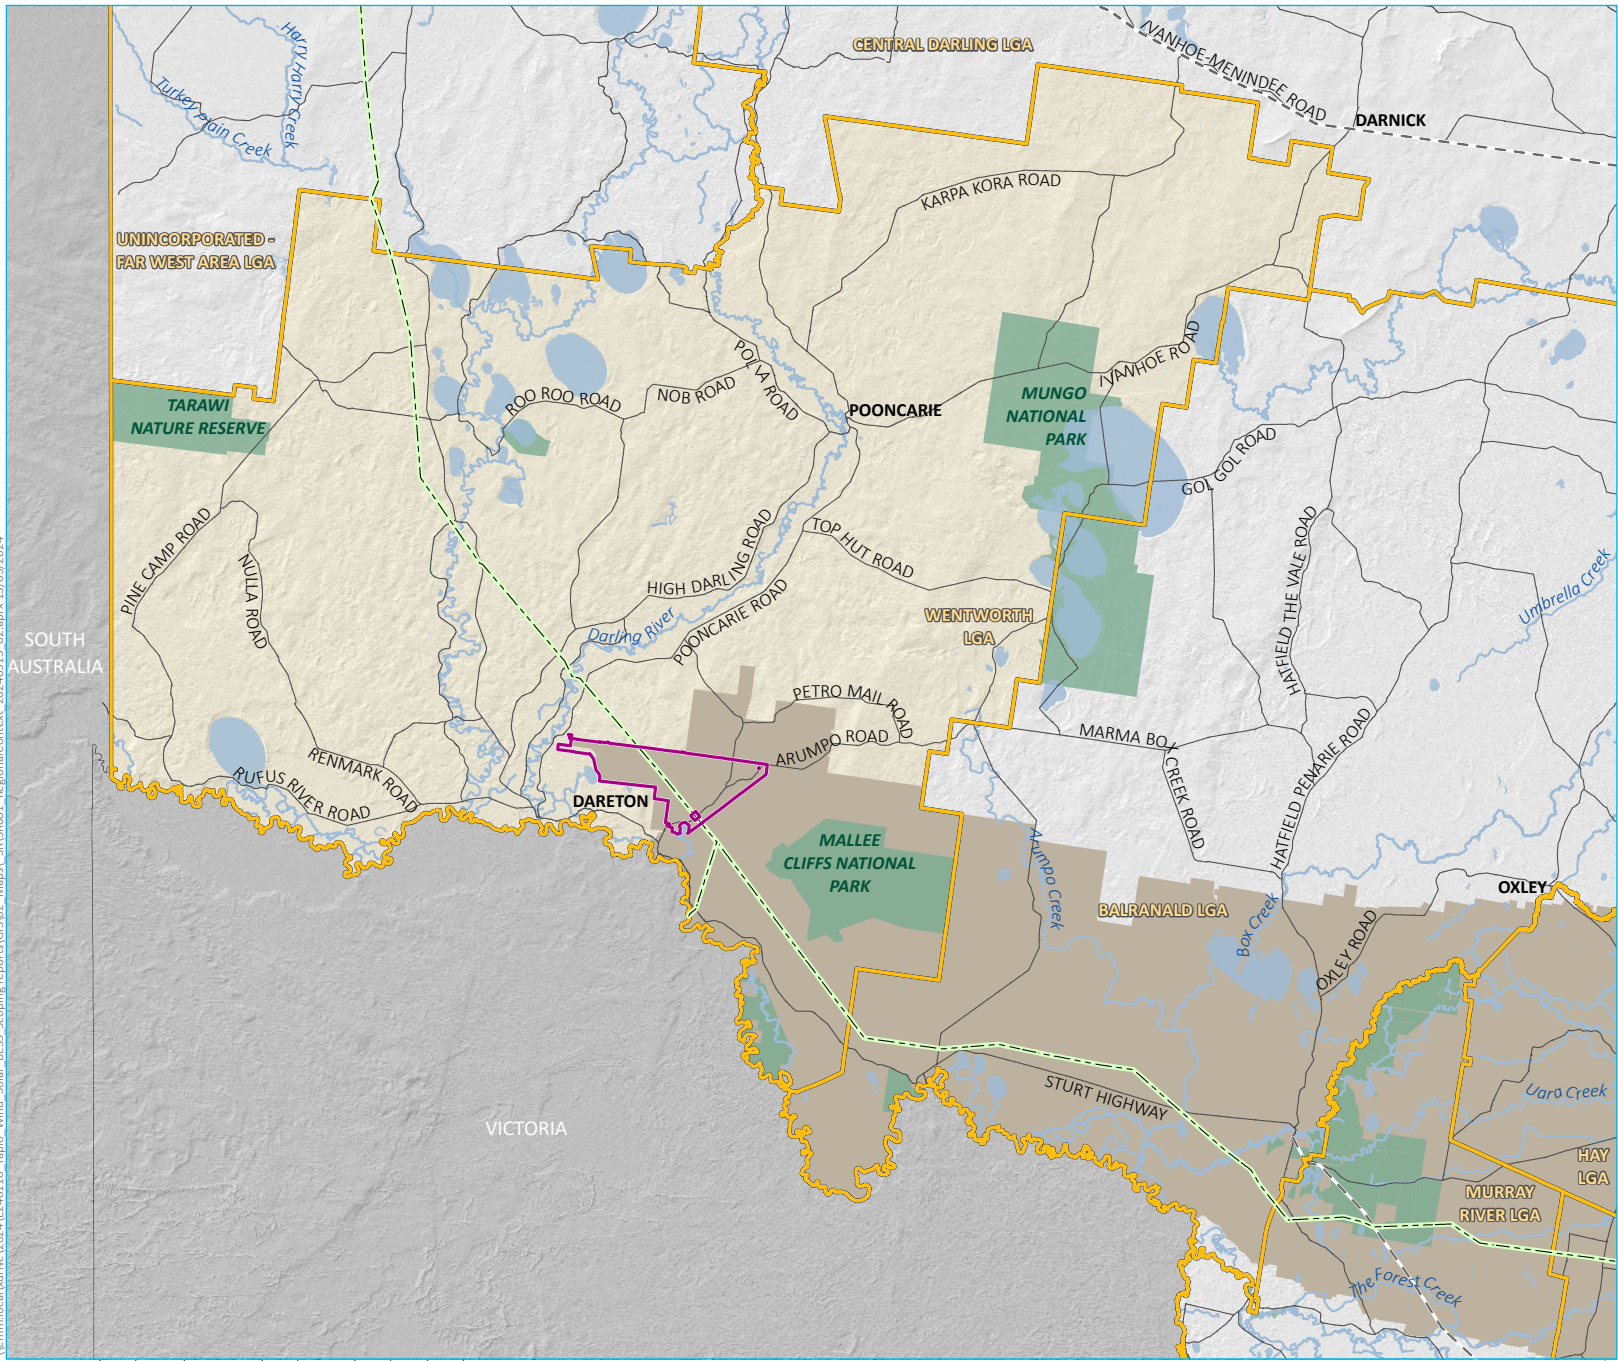 CENTRAL DARLING LGA
IVANHOE-MENINDEE ROAD
Harry Harry Creek
Turkey Plain Creek
DARNICK
KARPA KORA ROAD
UNINCORPORATED -
FAR WEST AREA LGA
POLIA ROAD
IVANHOE ROAD
ROO ROO ROAD
NOB ROAD
TARAWI
NATURE RESERVE
POONCARIE
MUNGO
NATIONAL
PARK
GOL GOL ROAD
PINE CAMP ROAD
NULLA ROAD
HIGH DARLING ROAD
TOP HUT ROAD
HATFIELD THE VALE ROAD
Umbrella Creek
SOUTH
AUSTRALIA
Darling River
POONCARIE ROAD
WENTWORTH
LGA
PETRO MAIL ROAD
ARUMPO ROAD
MARMA BOX
CREEK ROAD
HATFIELD PENARIE ROAD
RENMARK ROAD
RUFUS RIVER ROAD
DARETON
MALLEE
CLIFFS NATIONAL
PARK
Arumpo Creek
BALRANALD LGA
Box Creek
OXLEY
OXLEY ROAD
STURT HIGHWAY
Uara Creek
VICTORIA
HAY
LGA
MURRAY
RIVER LGA
The Forest Creek